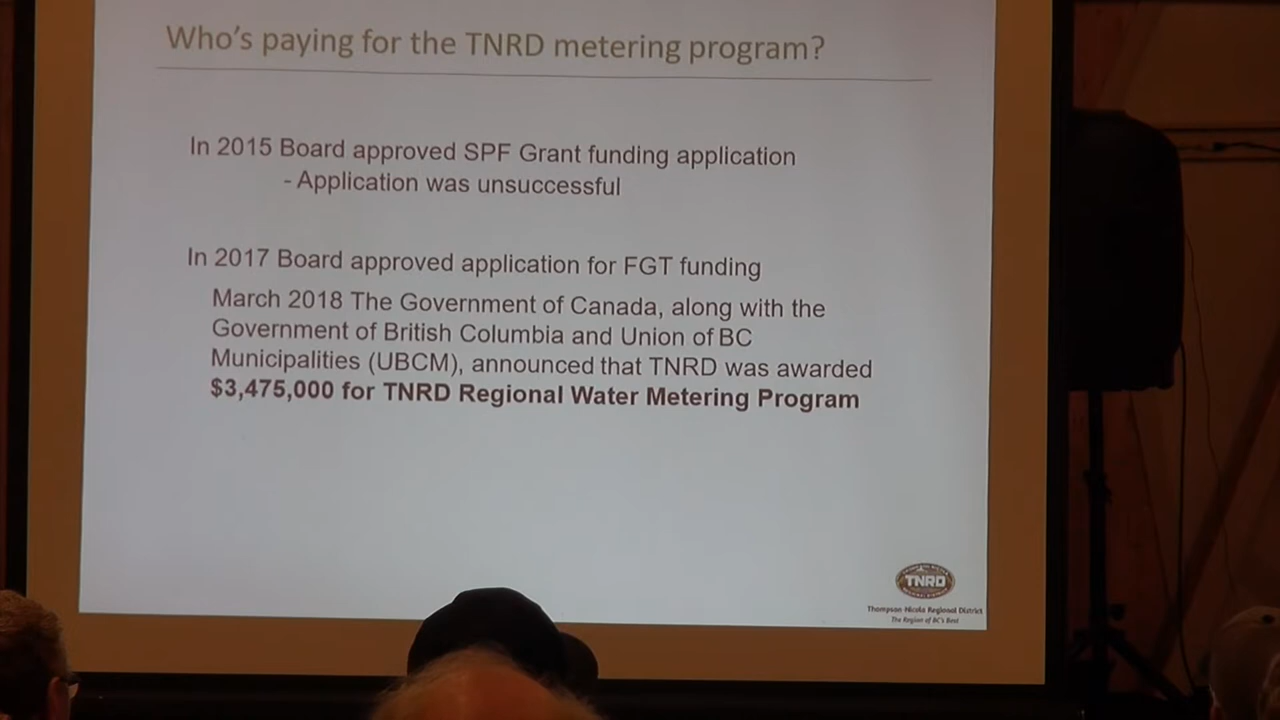 Who's paying for the TNRD metering program?
In 2015 Board approved SPF Grant funding application
- Application was unsuccessful
In 2017 Board approved application for FGT funding
March 2018 The Government of Canada, along with the
Government of British Columbia and Union of BC
Municipalities (UBCM), announced that TNRD was awarded
$3,475,000 for TNRD Regional Water Metering Program
TNRD
Thompson Nicola Regional District
The Region of BC's Best